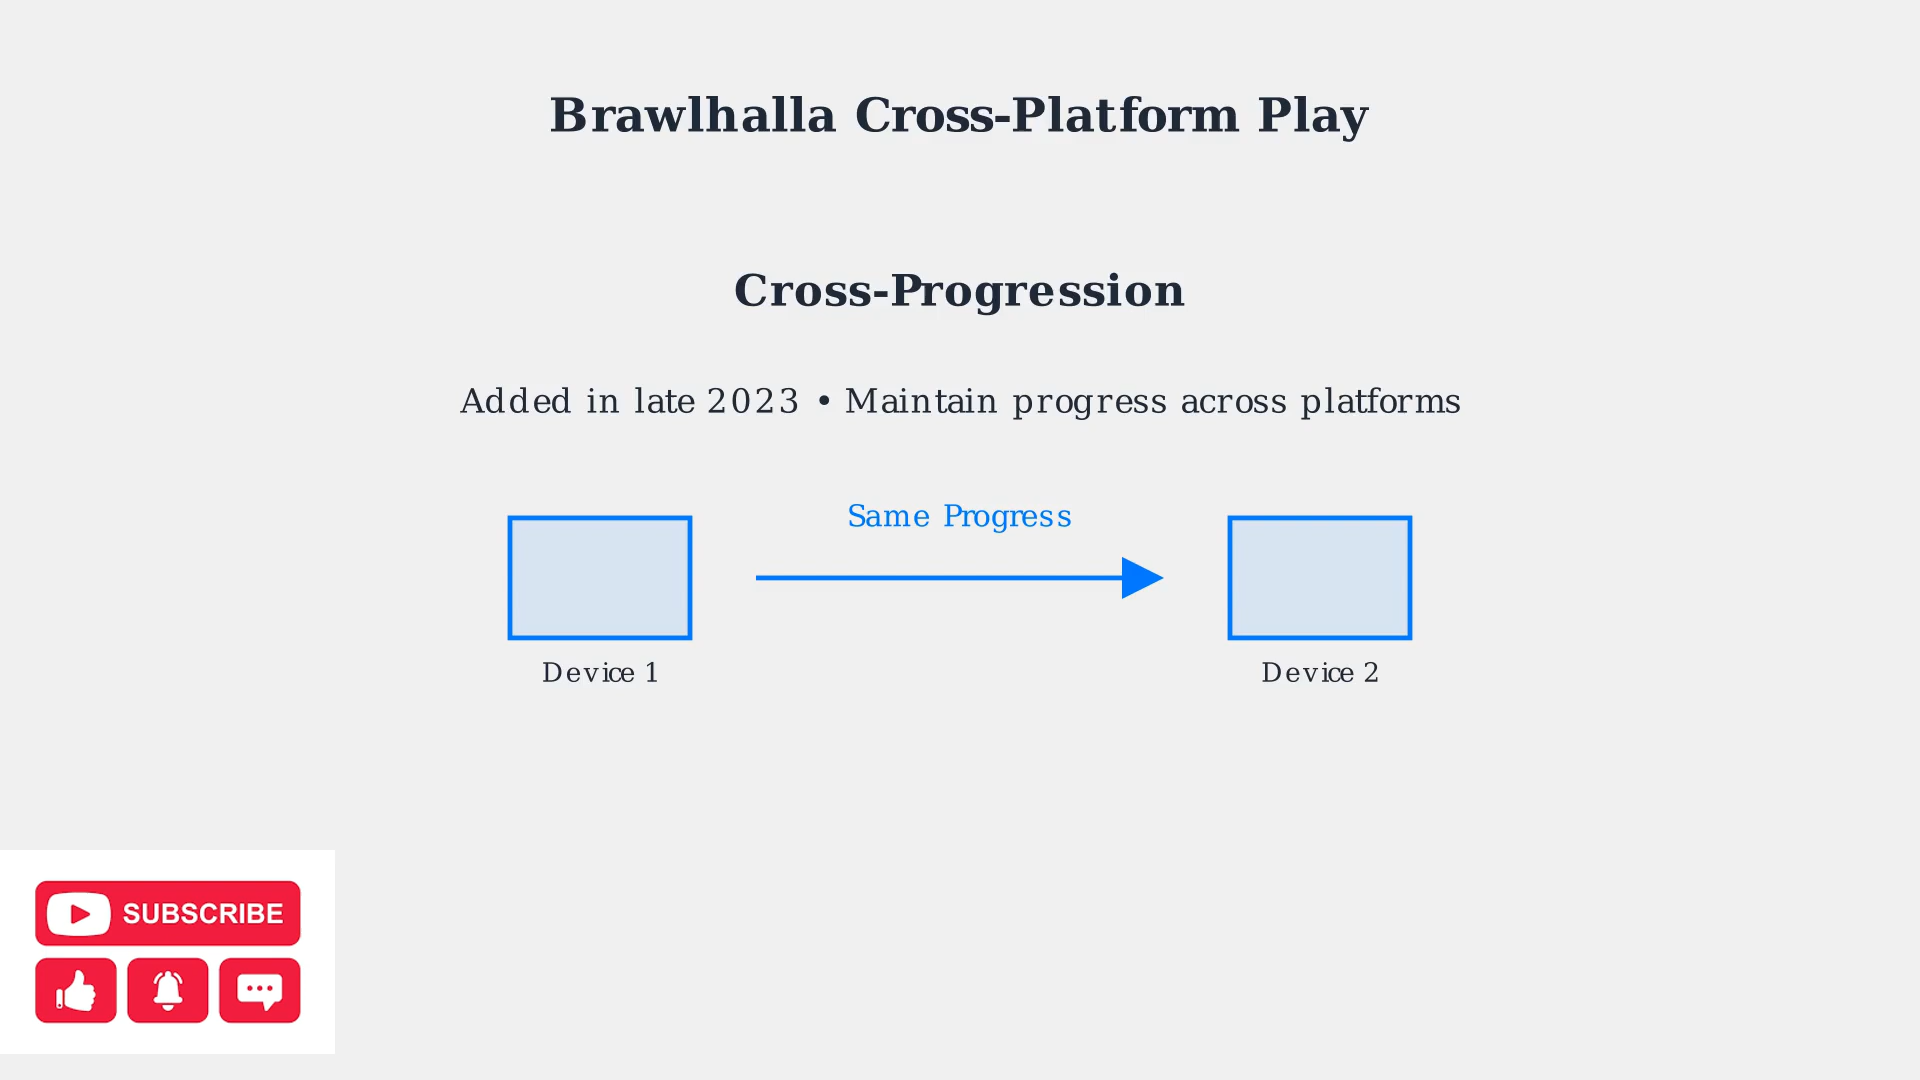 Brawlhalla Cross-Platform Play
Cross-Progression
Added in late 2023 • Maintain progress across platforms
Same Progress
Device 1
Device 2
SUBSCRIBE